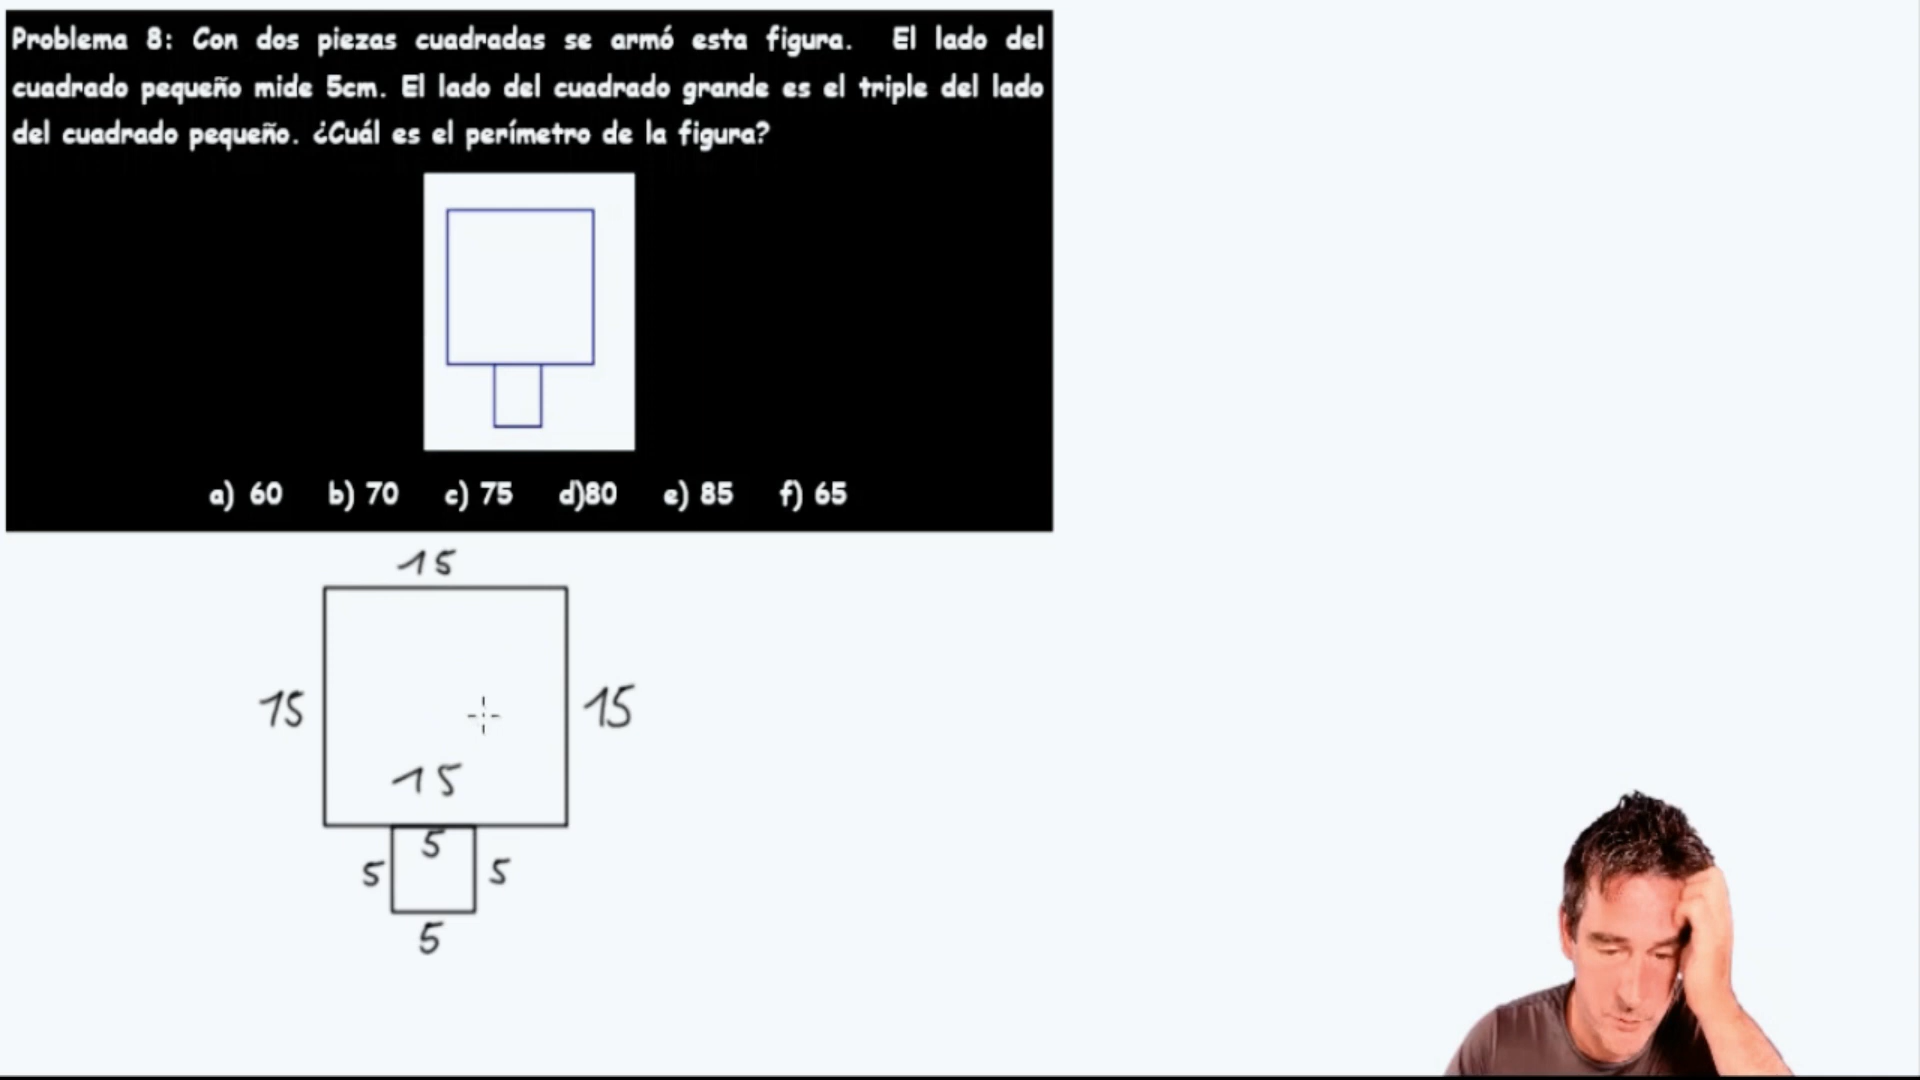 Problema 8: Con dos piezas cuadradas se armó esta figura. El lado del
cuadrado pequeño mide 5cm. El lado del cuadrado grande es el triple del lado
del cuadrado pequeño. ¿Cuál es el perímetro de la figura?
a) 60 b) 70 c) 75 d)80 e) 85 f) 65
15
15 15
15
5
5 5
5